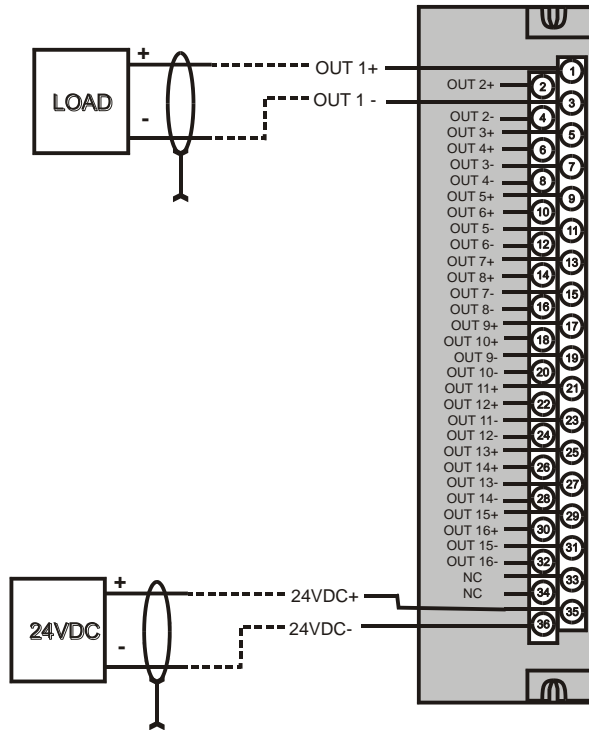 +
OUT 1+
1
OUT 2+
2
LOAD
OUT 1 -
3
-
OUT 2-
4
OUT 3+
5
OUT 4+
6
OUT 3-
7
OUT 4-
8
OUT 5+
9
OUT 6+
10
OUT 5-
11
OUT 6-
12
OUT 7+
13
OUT 8+
14
OUT 7-
15
OUT 8-
16
OUT 9+
17
OUT 10+
18
OUT 9-
19
OUT 10-
20
OUT 11+
21
OUT 12+
22
OUT 11-
23
OUT 12-
24
OUT 13+
25
OUT 14+
26
OUT 13-
27
OUT 14-
28
OUT 15+
29
OUT 16+
30
OUT 15-
31
OUT 16-
32
NC
33
NC
34
+
24VDC+
35
24VDC
24VDC-
36
-